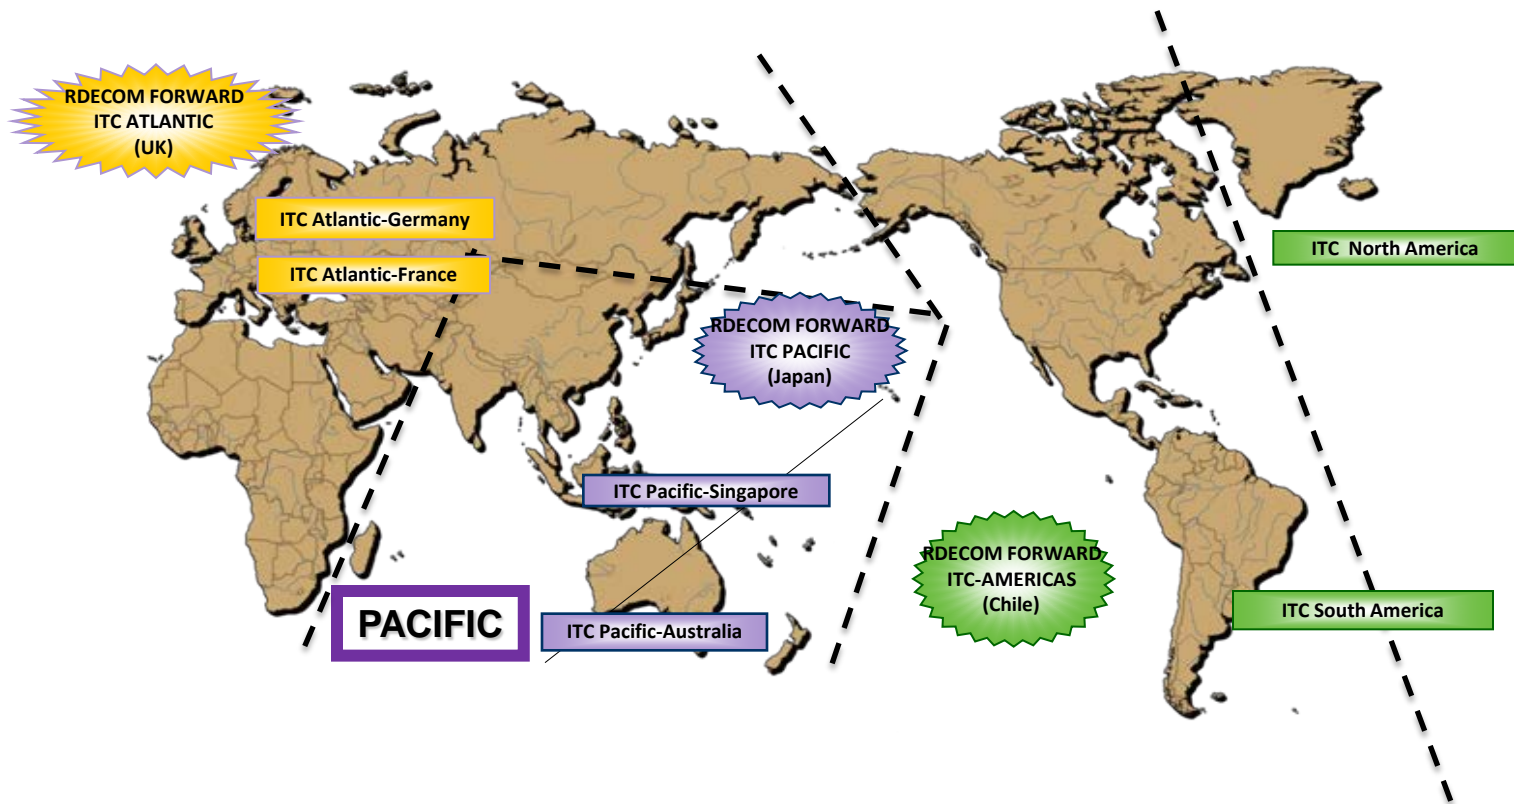 RDECOM FORWARD
ITC ATLANTIC
(UK)
ITC Atlantic-Germany
ITC Atlantic-France
ITC North America
RDECOM FORWARD
ITC PACIFIC
(Japan)
ITC Pacific-Singapore
RDECOM FORWARD
ITC-AMERICAS
(Chile)
PACIFIC
ITC Pacific-Australia
ITC South America